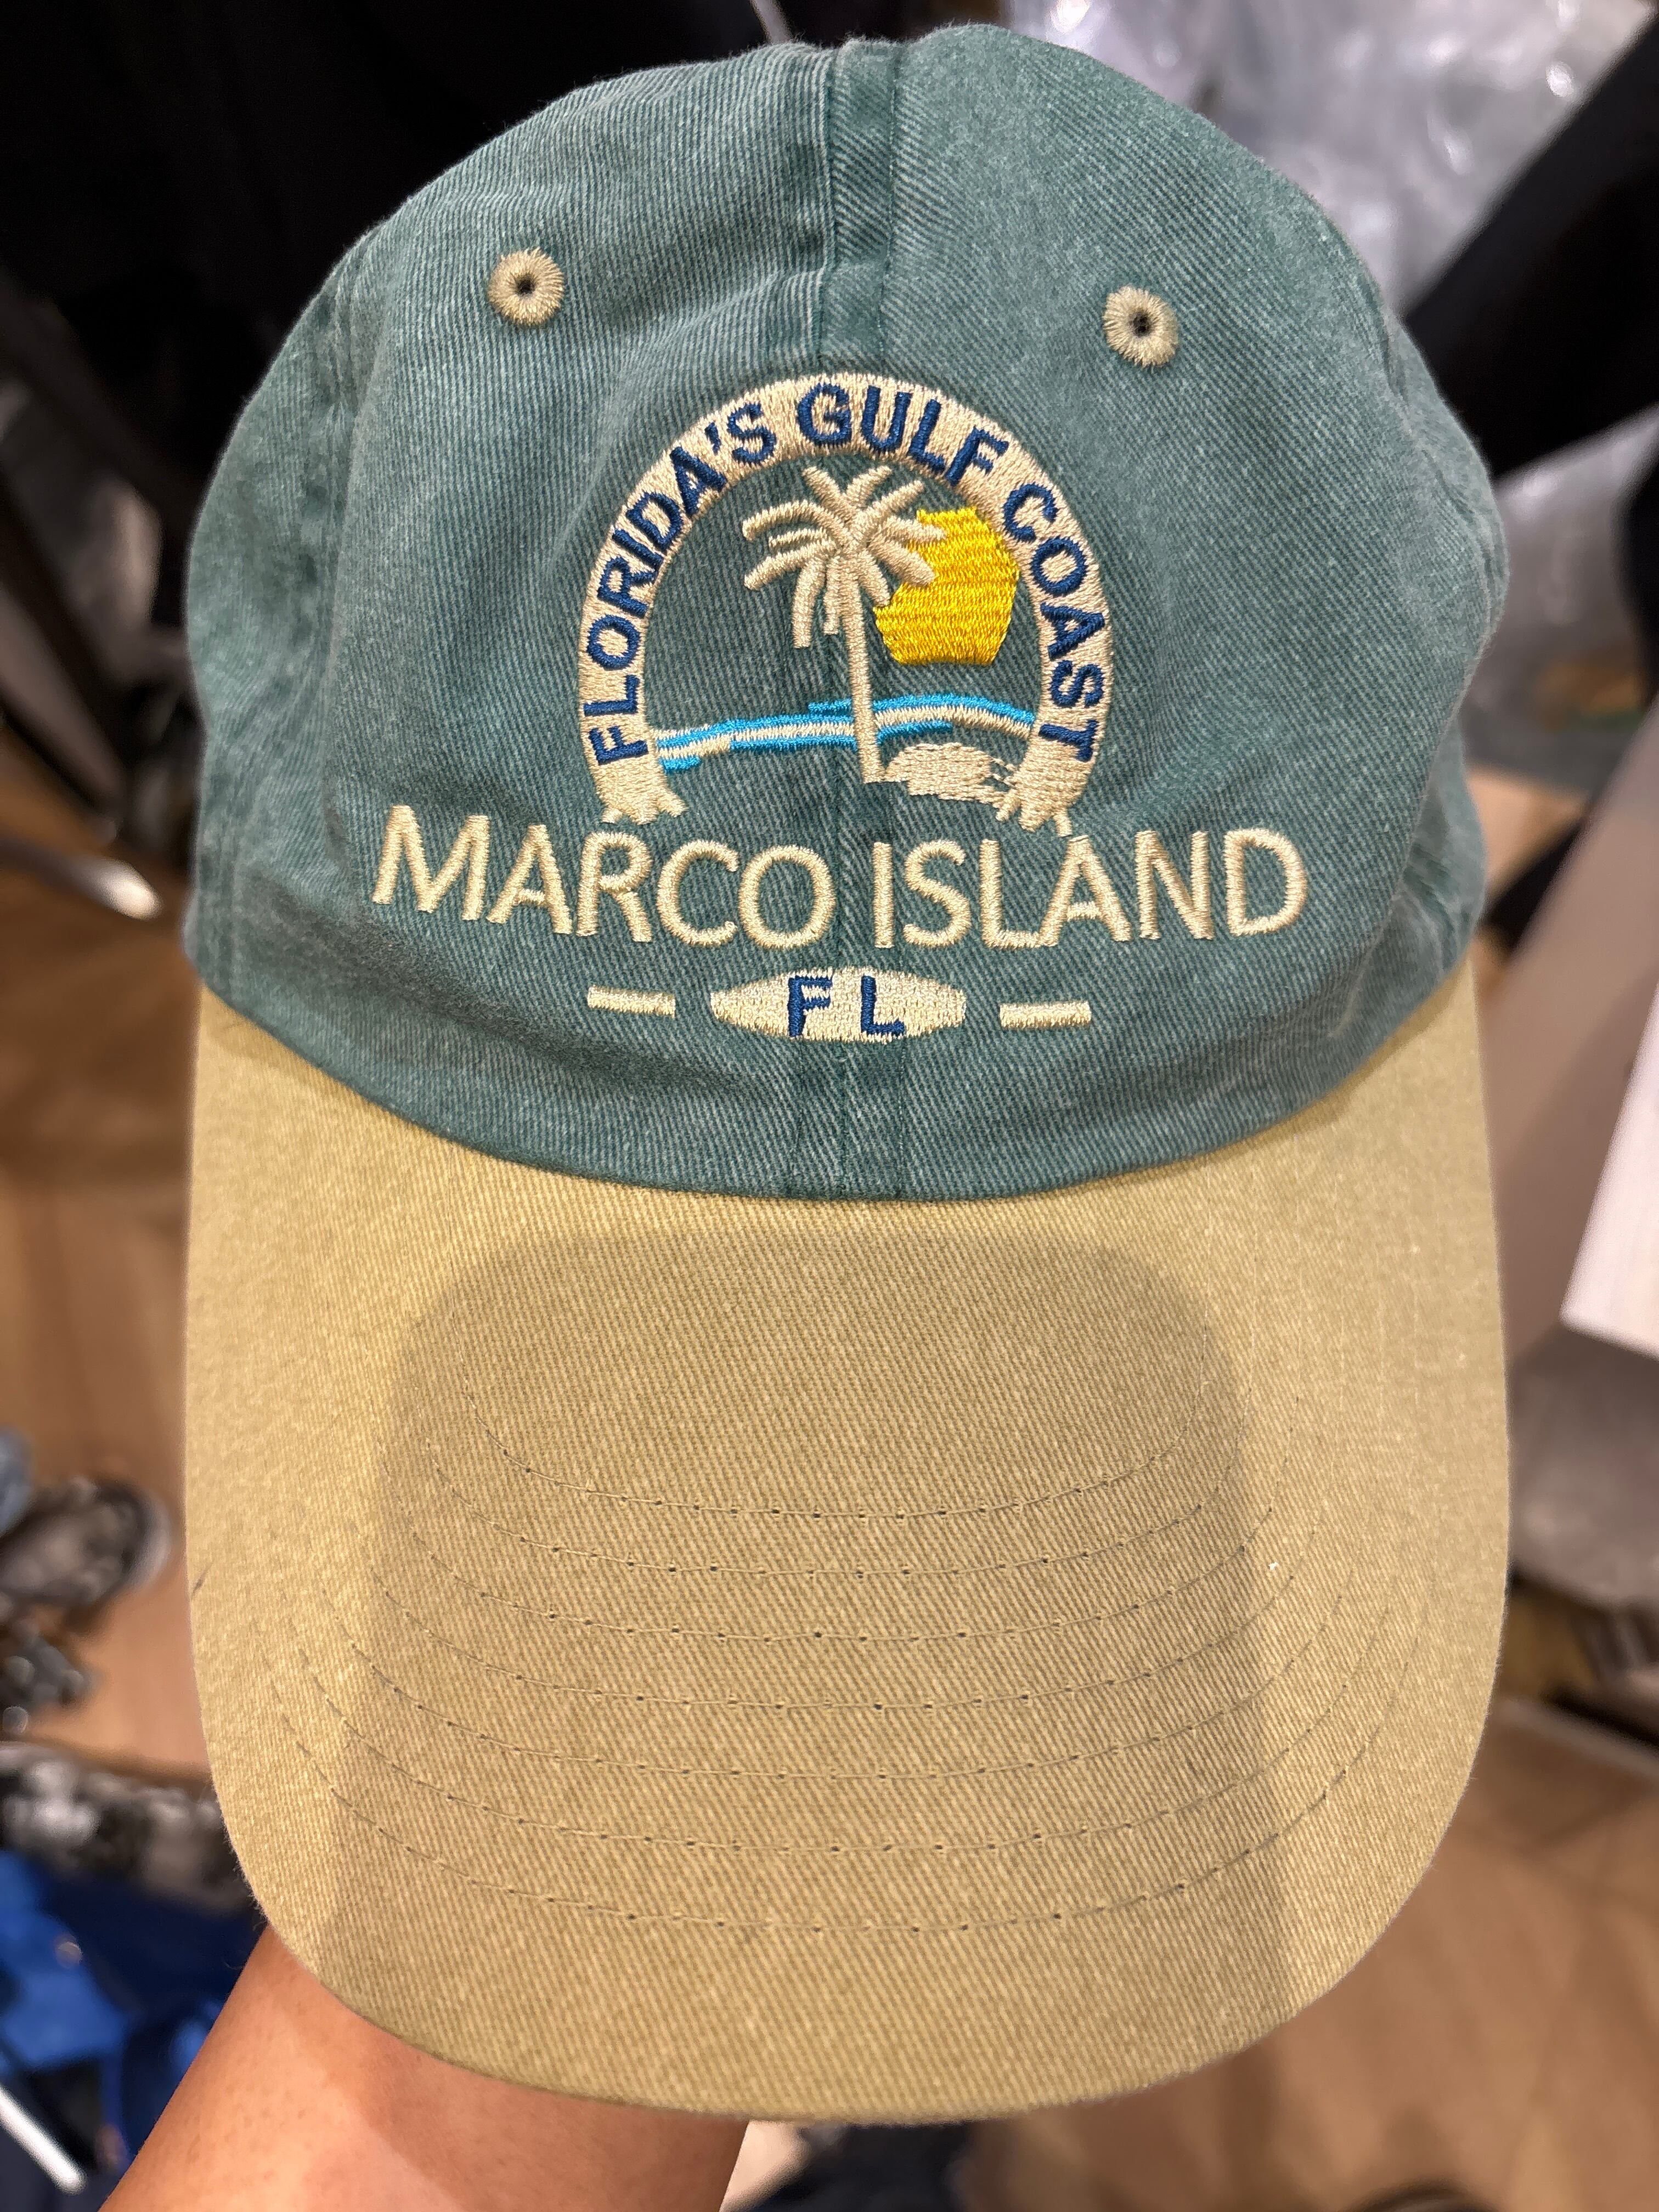 FLORIDA'S GULF COAST
MARCO ISLAND
FL